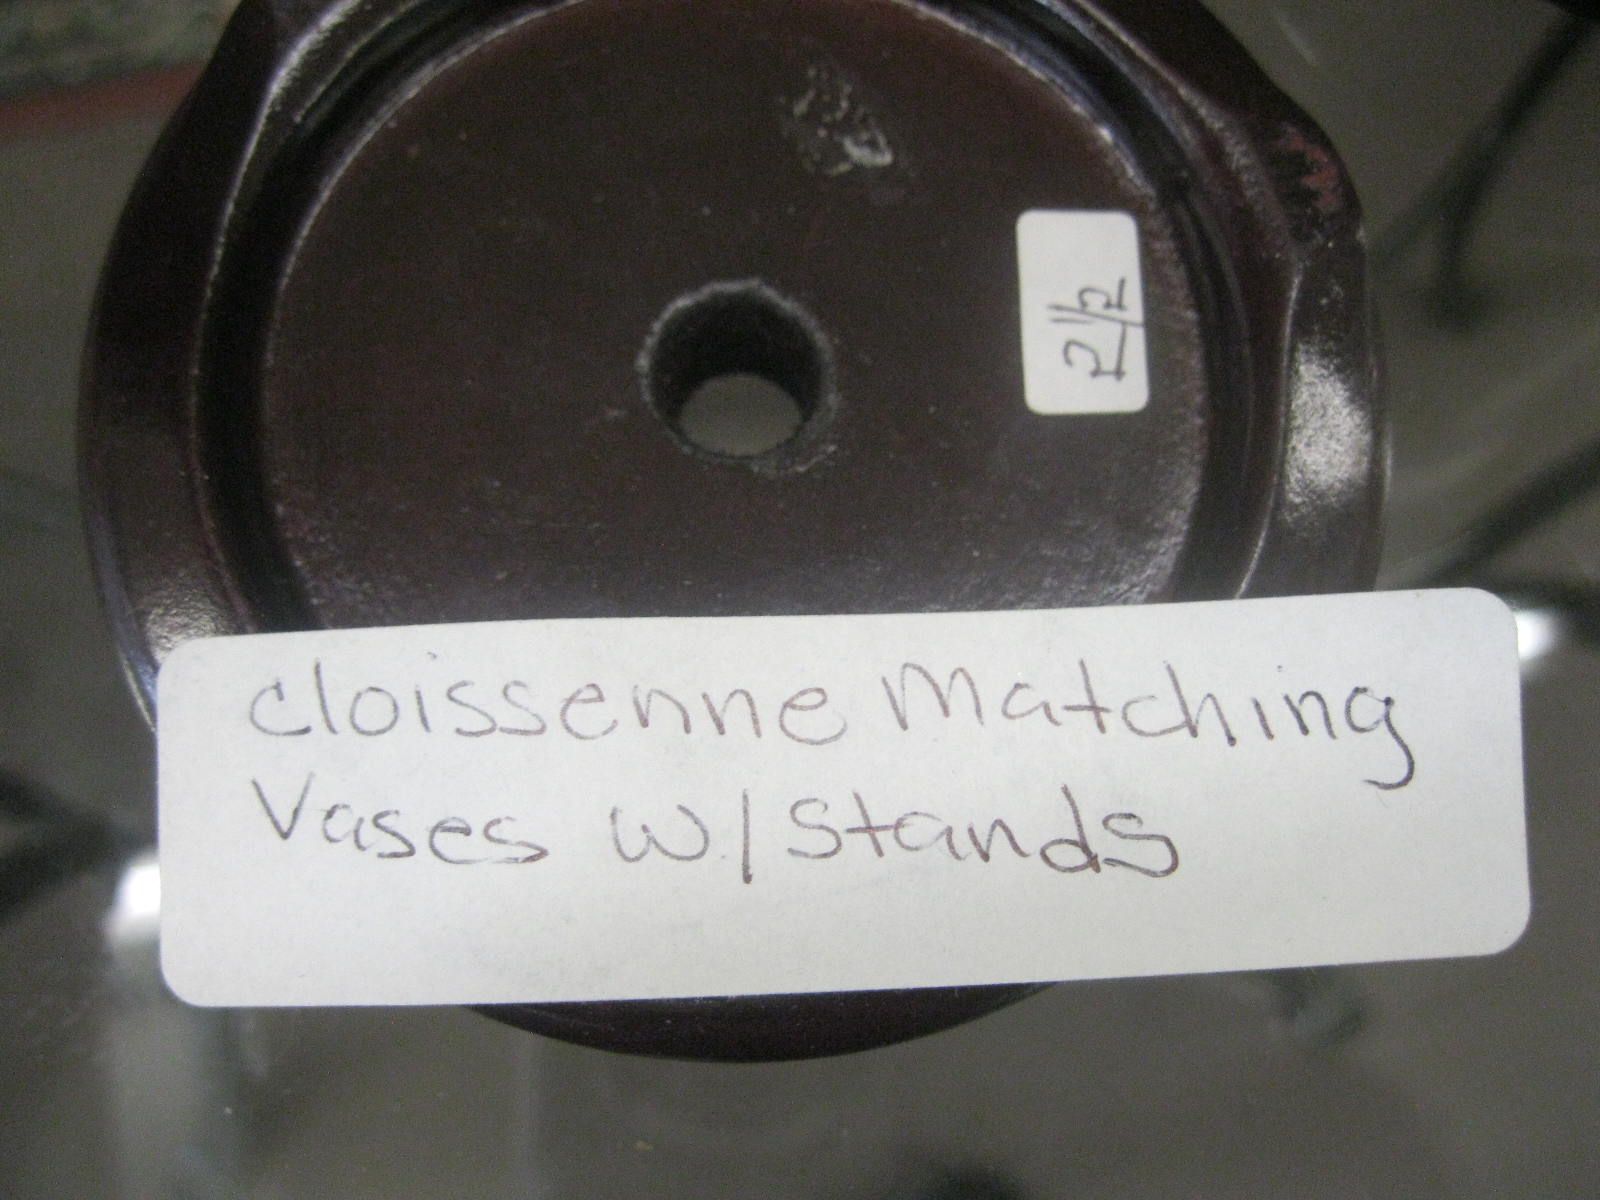 2 1/2
cloissenne Matching
Vases w/ Stands